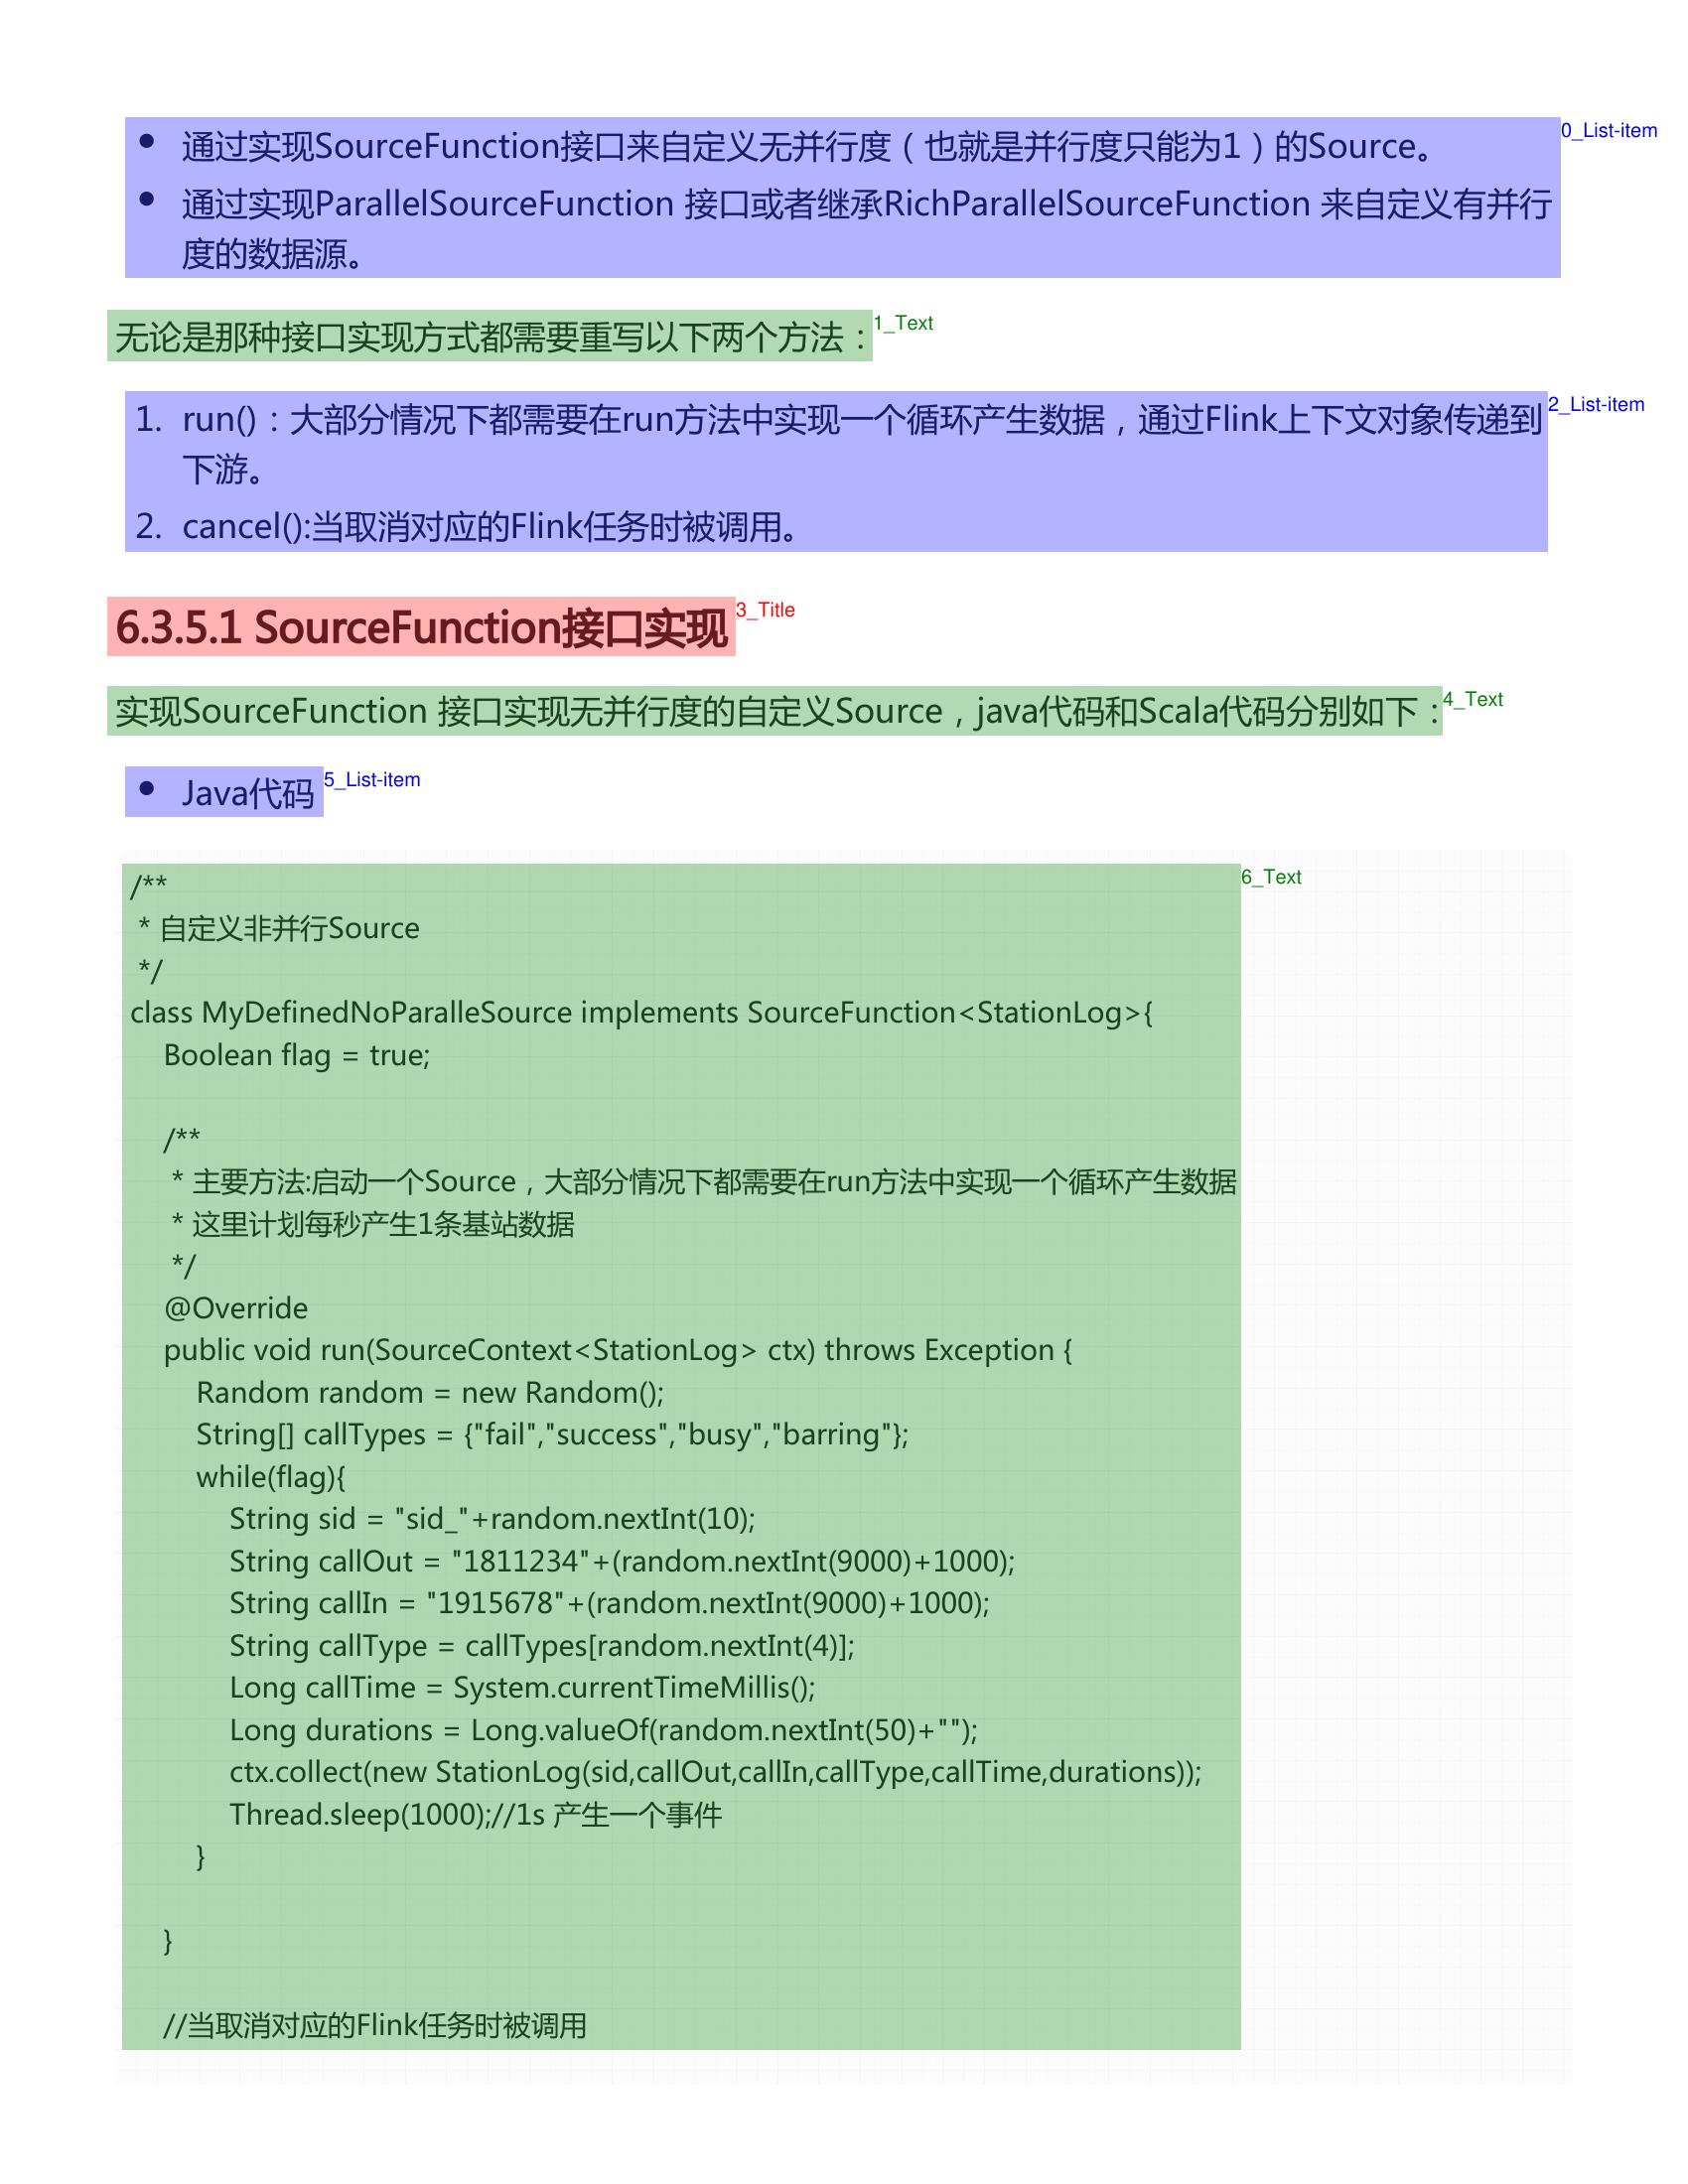 • 通过实现SourceFunction接口来自定义无并行度（也就是并行度只能为1）的Source。
0_List-item
• 通过实现ParallelSourceFunction 接口或者继承RichParallelSourceFunction 来自定义有并行
度的数据源。
无论是那种接口实现方式都需要重写以下两个方法：
1_Text
1. run()：大部分情况下都需要在run方法中实现一个循环产生数据，通过Flink上下文对象传递到
2_List-item
下游。
2. cancel():当取消对应的Flink任务时被调用。
6.3.5.1 SourceFunction接口实现
3_Title
实现SourceFunction 接口实现无并行度的自定义Source，java代码和Scala代码分别如下：
4_Text
• Java代码
5_List-item
/**
6_Text
 * 自定义非并行Source
 */
class MyDefinedNoParalleSource implements SourceFunction<StationLog>{
    Boolean flag = true;
    /**
     * 主要方法:启动一个Source，大部分情况下都需要在run方法中实现一个循环产生数据
     * 这里计划每秒产生1条基站数据
     */
    @Override
    public void run(SourceContext<StationLog> ctx) throws Exception {
        Random random = new Random();
        String[] callTypes = {"fail","success","busy","barring"};
        while(flag){
            String sid = "sid_"+random.nextInt(10);
            String callOut = "1811234"+(random.nextInt(9000)+1000);
            String callIn = "1915678"+(random.nextInt(9000)+1000);
            String callType = callTypes[random.nextInt(4)];
            Long callTime = System.currentTimeMillis();
            Long durations = Long.valueOf(random.nextInt(50)+"");
            ctx.collect(new StationLog(sid,callOut,callIn,callType,callTime,durations));
            Thread.sleep(1000);//1s 产生一个事件
        }
    }
    //当取消对应的Flink任务时被调用